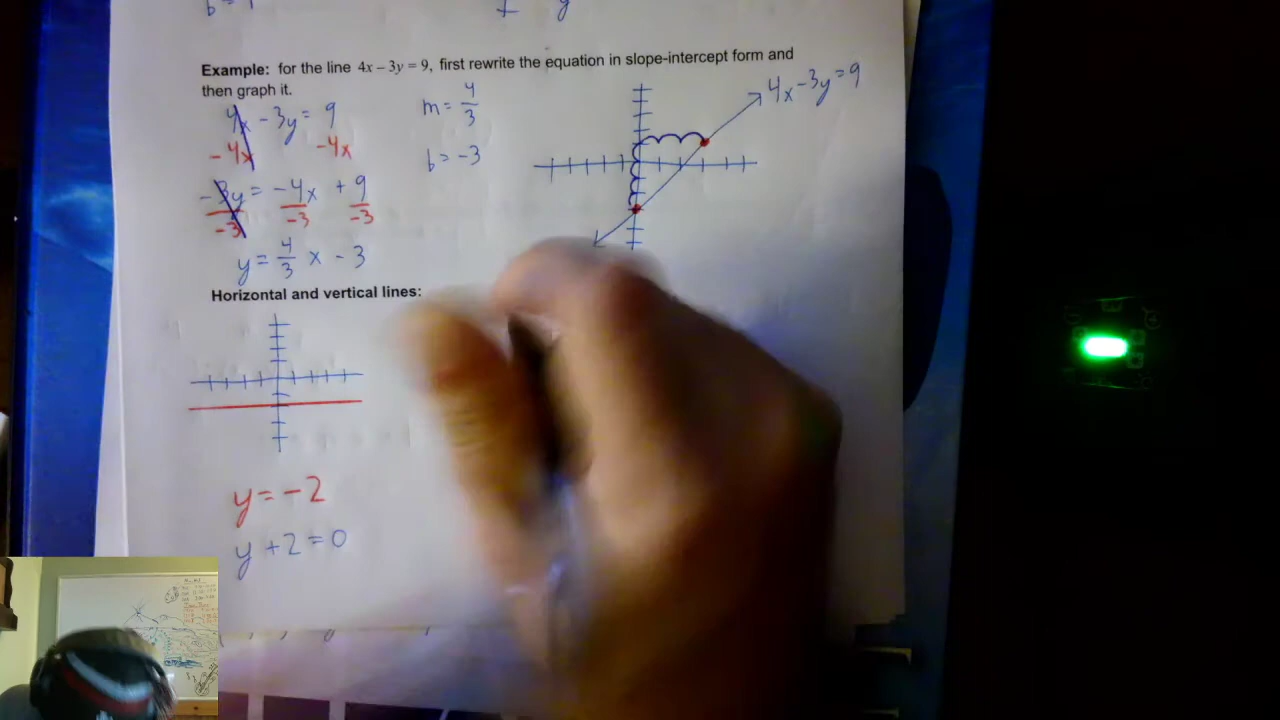 Example: for the line 4x − 3y = 9, first rewrite the equation in slope-intercept form and
then graph it.
4x - 3y = 9
-4x -4x
-3y = -4x + 9
-3 -3 -3
y = 4/3 x - 3
m = 4/3
b = -3
4x-3y=9
Horizontal and vertical lines:
y = -2
y + 2 = 0